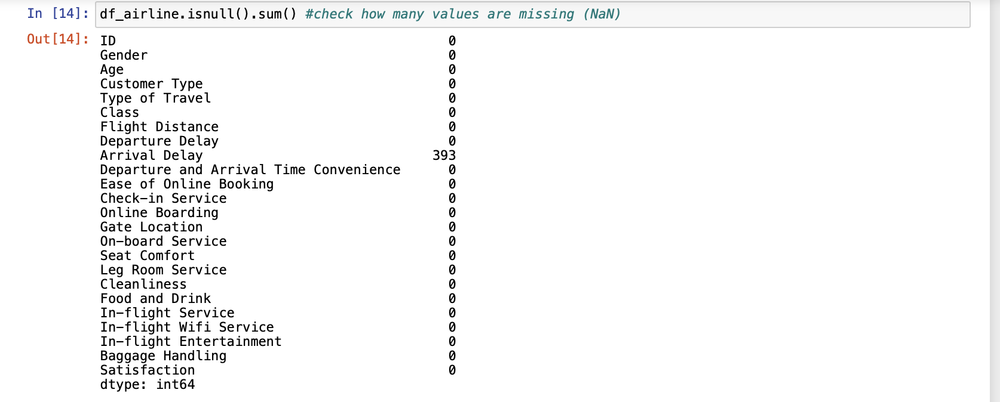 In [14]: df_airline.isnull().sum() #check how many values are missing (NaN)
Out[14]: ID 0
Gender 0
Age 0
Customer Type 0
Type of Travel 0
Class 0
Flight Distance 0
Departure Delay 0
Arrival Delay 393
Departure and Arrival Time Convenience 0
Ease of Online Booking 0
Check-in Service 0
Online Boarding 0
Gate Location 0
On-board Service 0
Seat Comfort 0
Leg Room Service 0
Cleanliness 0
Food and Drink 0
In-flight Service 0
In-flight Wifi Service 0
In-flight Entertainment 0
Baggage Handling 0
Satisfaction 0
dtype: int64